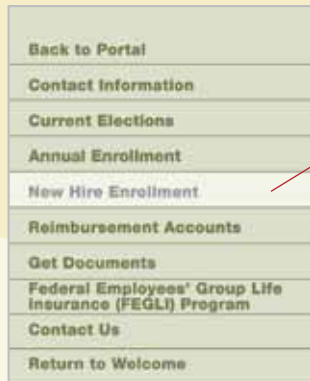 Back to Portal
Contact Information
Current Elections
Annual Enrollment
New Hire Enrollment
Reimbursement Accounts
Get Documents
Federal Employees' Group Life
Insurance (FEGLI) Program
Contact Us
Return to Welcome